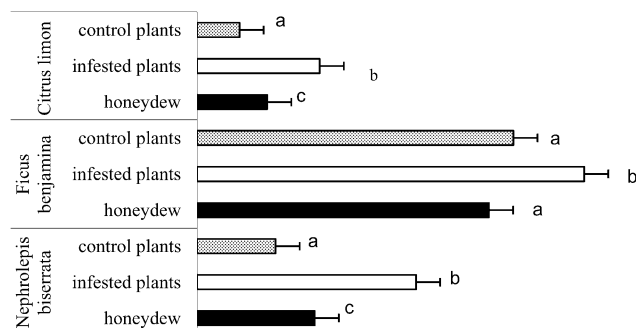 Citrus limon
control plants a
infested plants b
honeydew c
Ficus
benjamina
control plants a
infested plants b
honeydew a
Nephrolepis
biserrata
control plants a
infested plants b
honeydew c